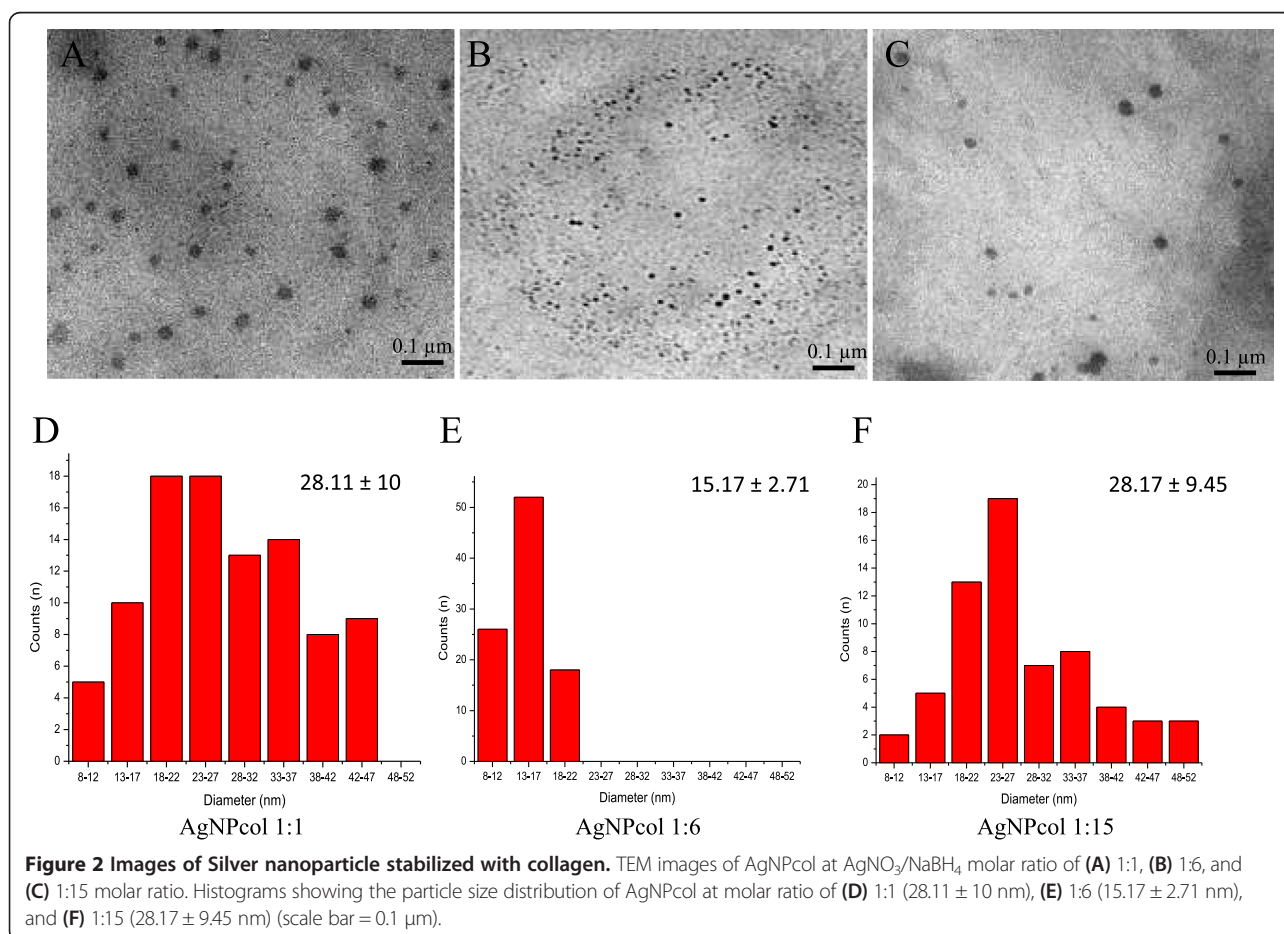 A
B
C
0.1 µm
0.1 µm
0.1 µm
D
E
F
28.11 ± 10
15.17 ± 2.71
28.17 ± 9.45
Counts (n)
18
16
14
12
10
8
6
4
2
0
8-12 13-17 18-22 23-27 28-32 33-37 38-42 42-47 48-52
Diameter (nm)
AgNPcol 1:1
Counts (n)
50
40
30
20
10
0
8-12 13-17 18-22 23-27 28-32 33-37 38-42 42-47 48-52
Diameter (nm)
AgNPcol 1:6
Counts (n)
20
18
16
14
12
10
8
6
4
2
0
8-12 13-17 18-22 23-27 28-32 33-37 38-42 42-47 48-52
Diameter (nm)
AgNPcol 1:15
Figure 2 Images of Silver nanoparticle stabilized with collagen. TEM images of AgNPcol at AgNO₃/NaBH₄ molar ratio of (A) 1:1, (B) 1:6, and
(C) 1:15 molar ratio. Histograms showing the particle size distribution of AgNPcol at molar ratio of (D) 1:1 (28.11 ± 10 nm), (E) 1:6 (15.17 ± 2.71 nm),
and (F) 1:15 (28.17 ± 9.45 nm) (scale bar = 0.1 µm).